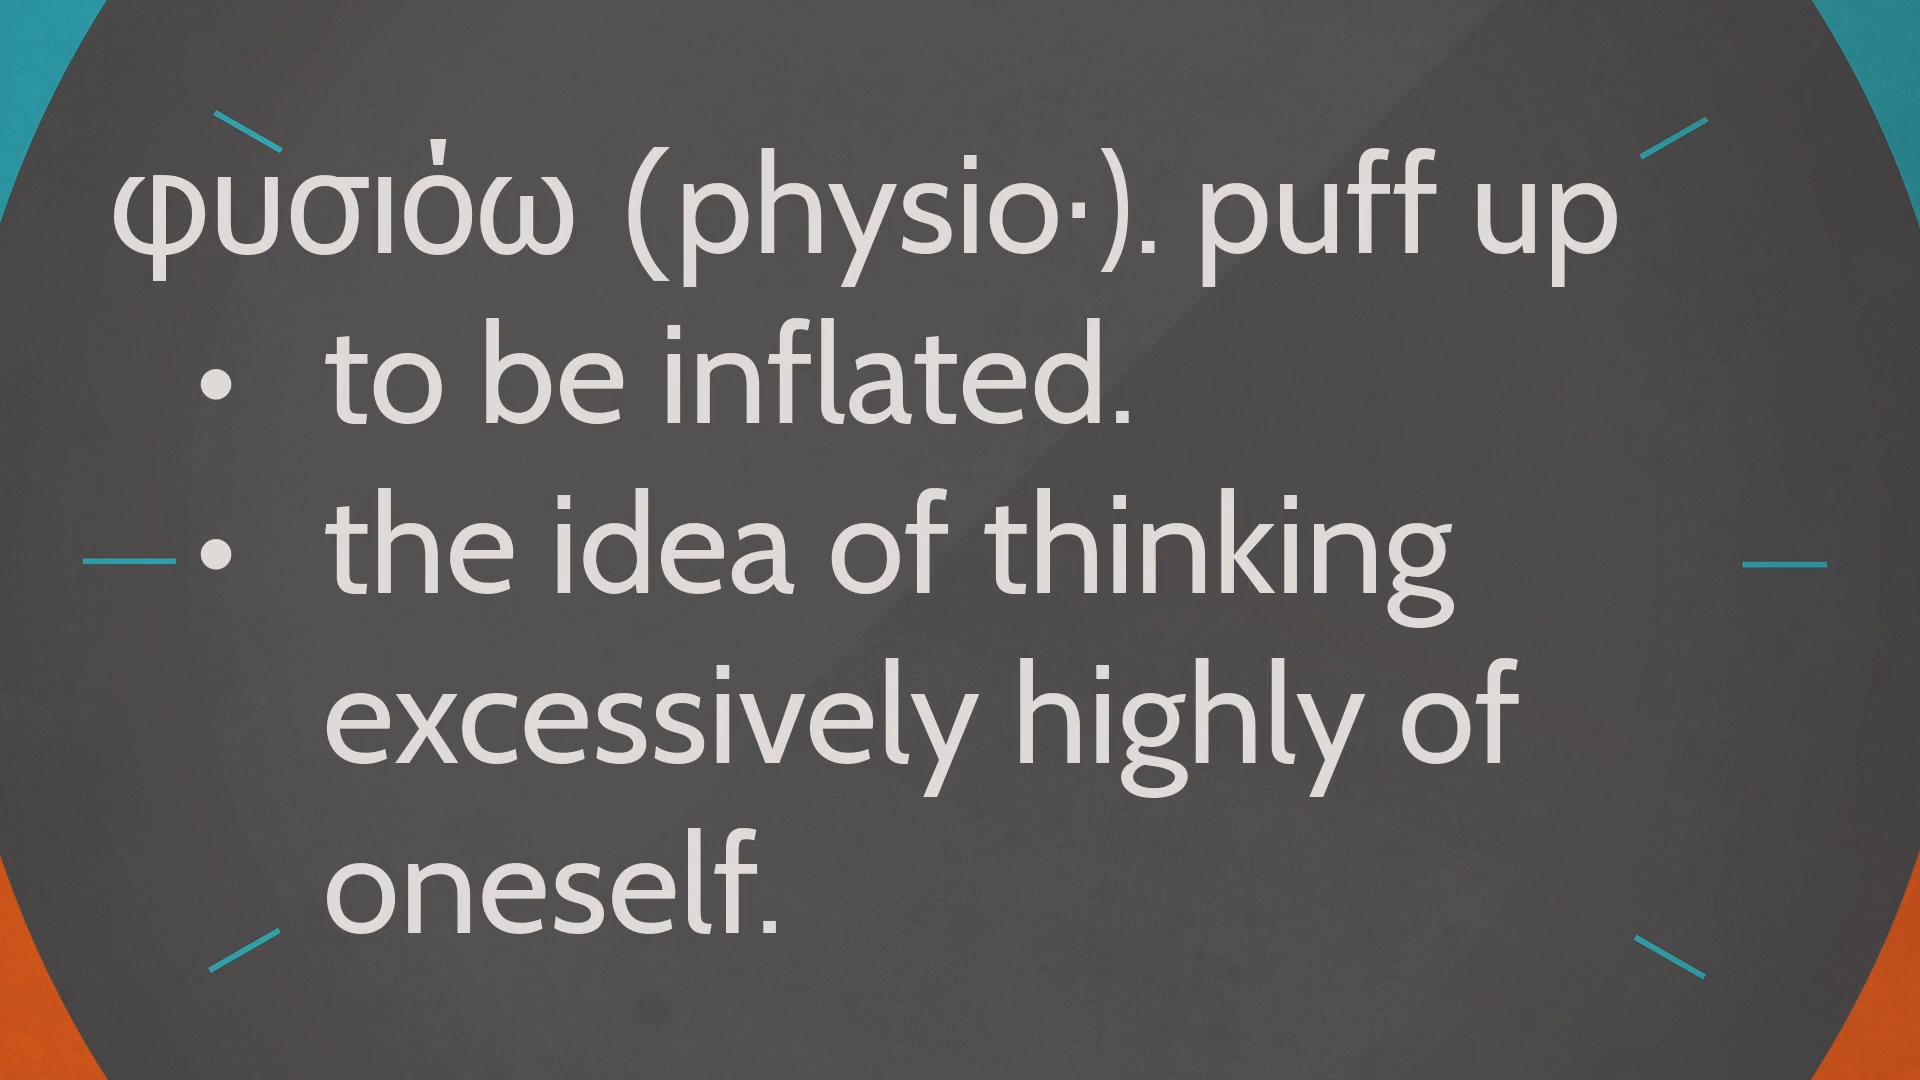 φυσιόω (physio·). puff up
• to be inflated.
• the idea of thinking
excessively highly of
oneself.